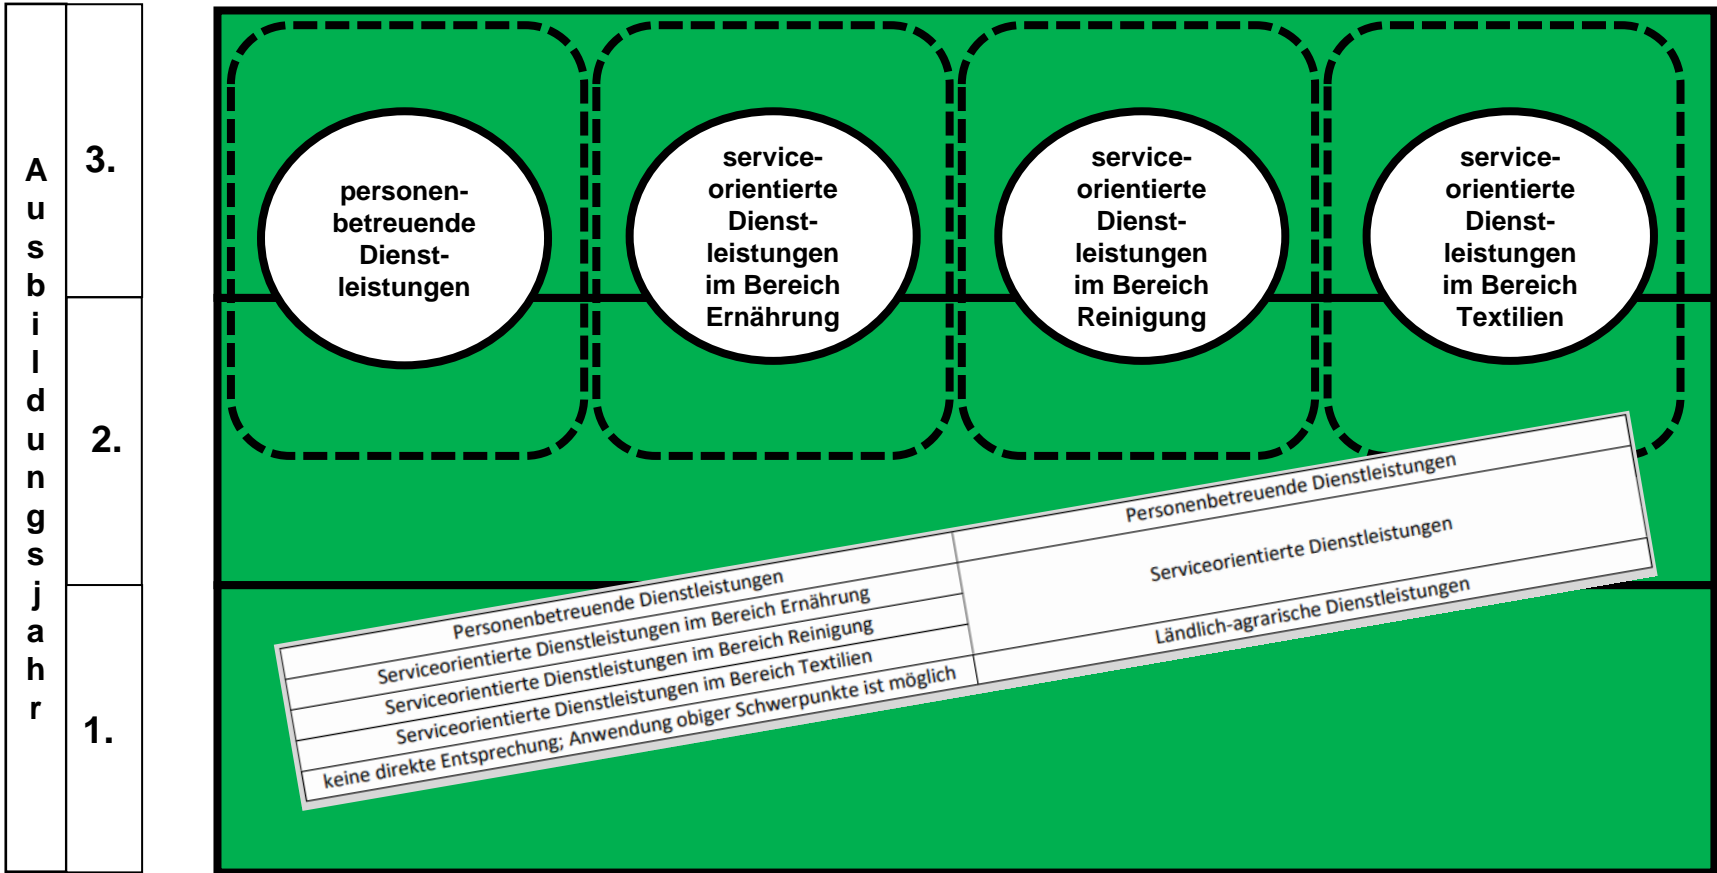 Ausbildungsjahr
3.
2.
1.
personen-
betreuende
Dienst-
leistungen
service-
orientierte
Dienst-
leistungen
im Bereich
Ernährung
service-
orientierte
Dienst-
leistungen
im Bereich
Reinigung
service-
orientierte
Dienst-
leistungen
im Bereich
Textilien
Personenbetreuende Dienstleistungen
Personenbetreuende Dienstleistungen
Serviceorientierte Dienstleistungen im Bereich Ernährung
Serviceorientierte Dienstleistungen
Serviceorientierte Dienstleistungen im Bereich Reinigung
Serviceorientierte Dienstleistungen im Bereich Textilien
keine direkte Entsprechung; Anwendung obiger Schwerpunkte ist möglich
Ländlich-agrarische Dienstleistungen